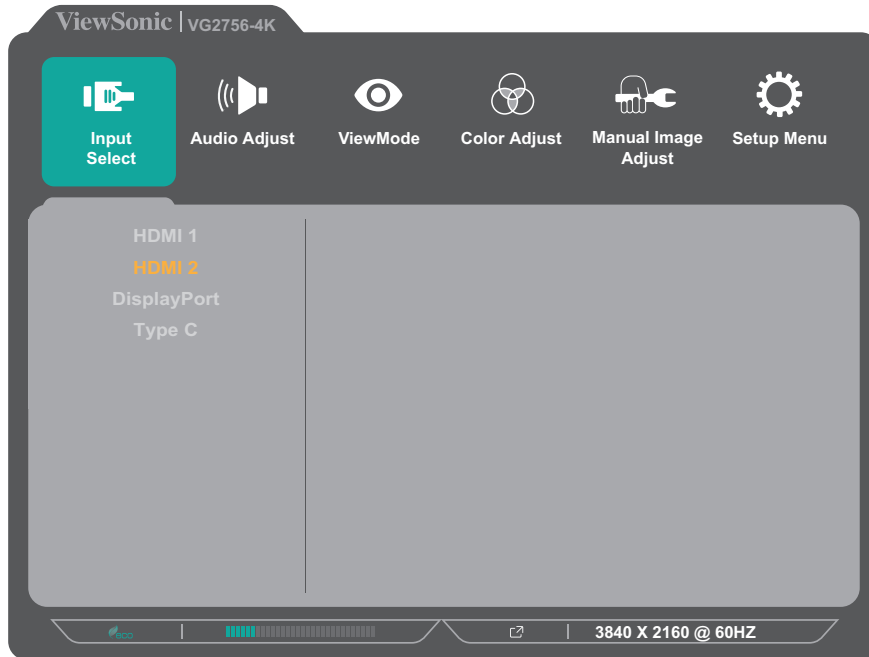 ViewSonic | VG2756-4K
Input Select
Audio Adjust
ViewMode
Color Adjust
Manual Image Adjust
Setup Menu
HDMI 1
HDMI 2
DisplayPort
Type C
eco
3840 X 2160 @ 60HZ